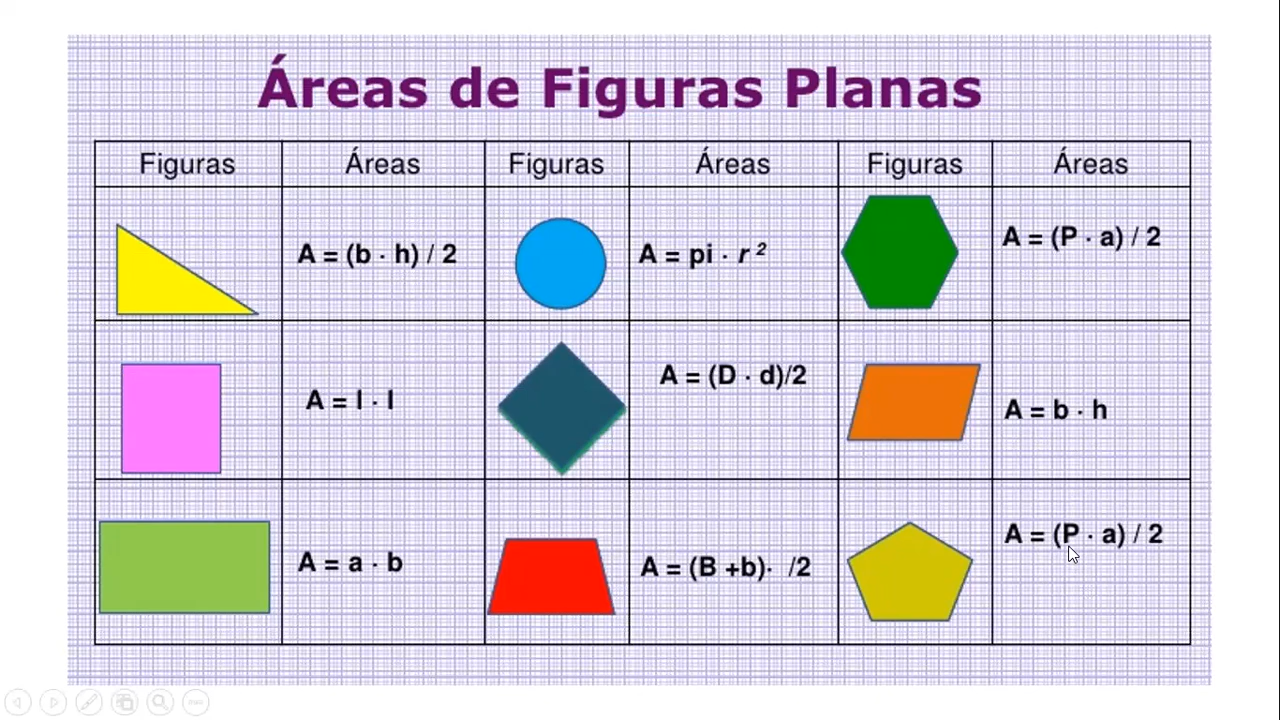 Áreas de Figuras Planas
Figuras Áreas Figuras Áreas Figuras Áreas
A = (b · h) / 2
A = pi · r ²
A = (P · a) / 2
A = l · l
A = (D · d)/2
A = b · h
A = a · b
A = (B +b)· /2
A = (P · a) / 2